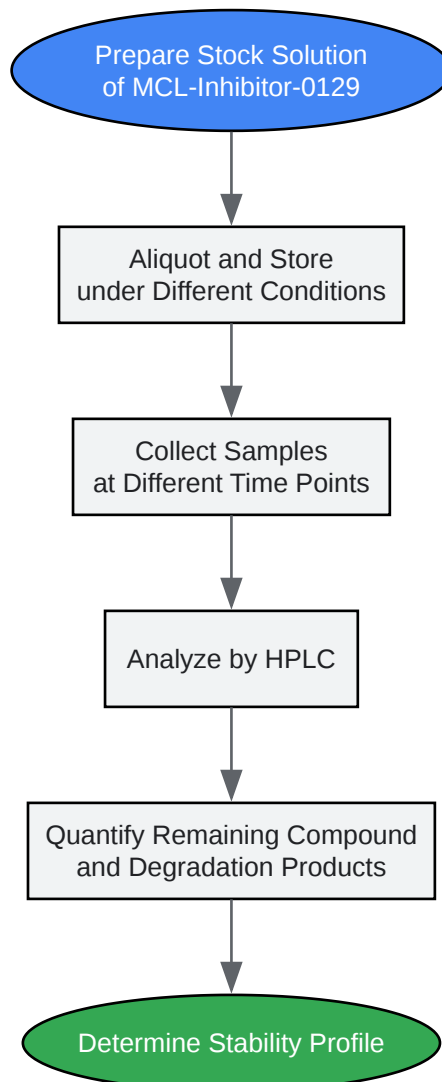 Prepare Stock Solution
of MCL-Inhibitor-0129
Aliquot and Store
under Different Conditions
Collect Samples
at Different Time Points
Analyze by HPLC
Quantify Remaining Compound
and Degradation Products
Determine Stability Profile